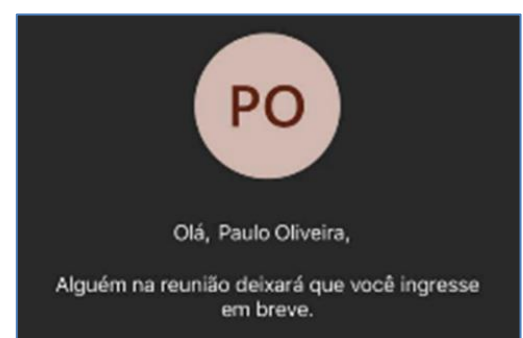 PO
Olá, Paulo Oliveira,
Alguém na reunião deixará que você ingresse
em breve.